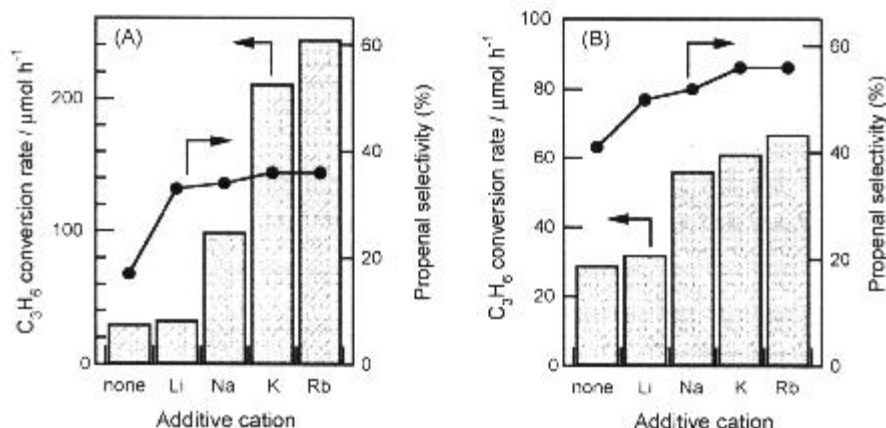 (A)
C₃H₆ conversion rate / μmol h⁻¹
200
100
0
60
40
20
0
Propenal selectivity (%)
none Li Na K Rb
Additive cation
(B)
C₃H₆ conversion rate / μmol h⁻¹
100
80
60
40
20
0
60
40
20
0
Propenal selectivity (%)
none Li Na K Rb
Additive cation